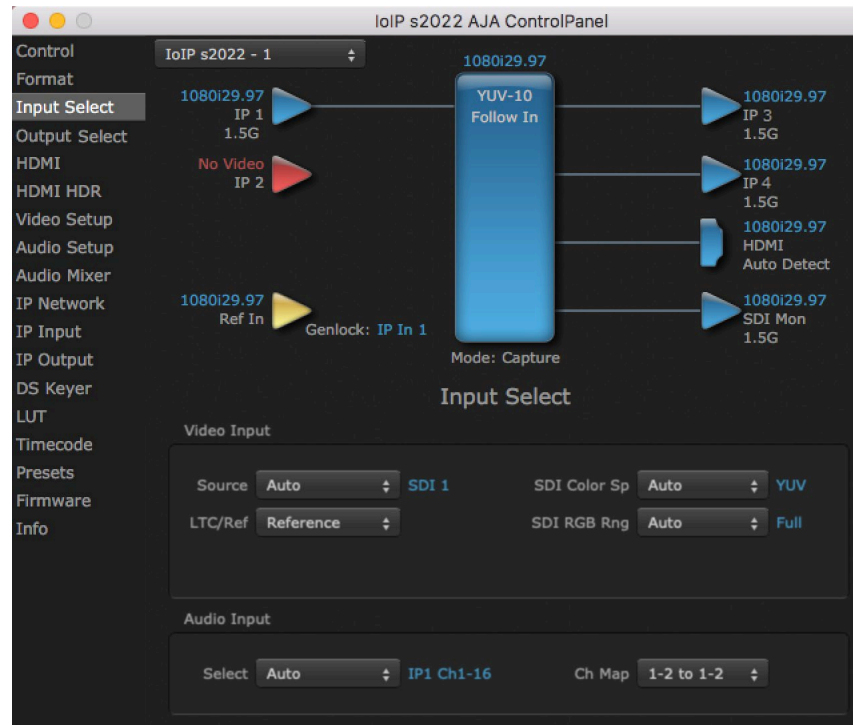 IoIP s2022 AJA ControlPanel
Control
Format
Input Select
Output Select
HDMI
HDMI HDR
Video Setup
Audio Setup
Audio Mixer
IP Network
IP Input
IP Output
DS Keyer
LUT
Timecode
Presets
Firmware
Info
IoIP s2022 - 1
1080i29.97
1080i29.97
IP 1
1.5G
No Video
IP 2
1080i29.97
Ref In
Genlock: IP In 1
YUV-10
Follow In
Mode: Capture
1080i29.97
IP 3
1.5G
1080i29.97
IP 4
1.5G
1080i29.97
HDMI
Auto Detect
1080i29.97
SDI Mon
1.5G
Input Select
Video Input
Source Auto SDI 1 SDI Color Sp Auto YUV
LTC/Ref Reference SDI RGB Rng Auto Full
Audio Input
Select Auto IP1 Ch1-16 Ch Map 1-2 to 1-2